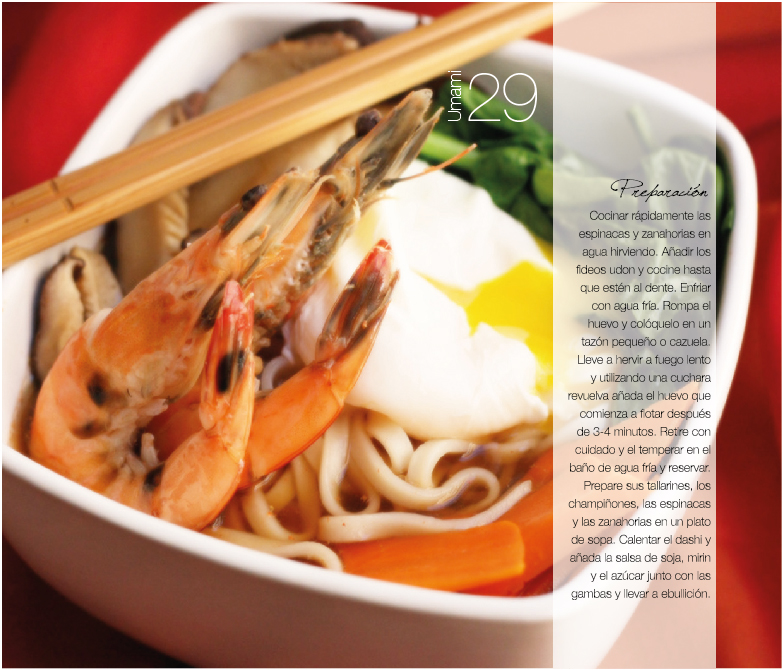 Umami
29
Preparación
Cocinar rápidamente las
espinacas y zanahorias en
agua hirviendo. Añadir los
fideos udon y cocine hasta
que estén al dente. Enfriar
con agua fría. Rompa el
huevo y colóquelo en un
tazón pequeño o cazuela.
Lleve a hervir a fuego lento
y utilizando una cuchara
revuelva añada el huevo que
comienza a flotar después
de 3-4 minutos. Retire con
cuidado y el temperar en el
baño de agua fría y reservar.
Prepare sus tallarines, los
champiñones, las espinacas
y las zanahorias en un plato
de sopa. Calentar el dashi y
añada la salsa de soja, mirin
y el azúcar junto con las
gambas y llevar a ebullición.